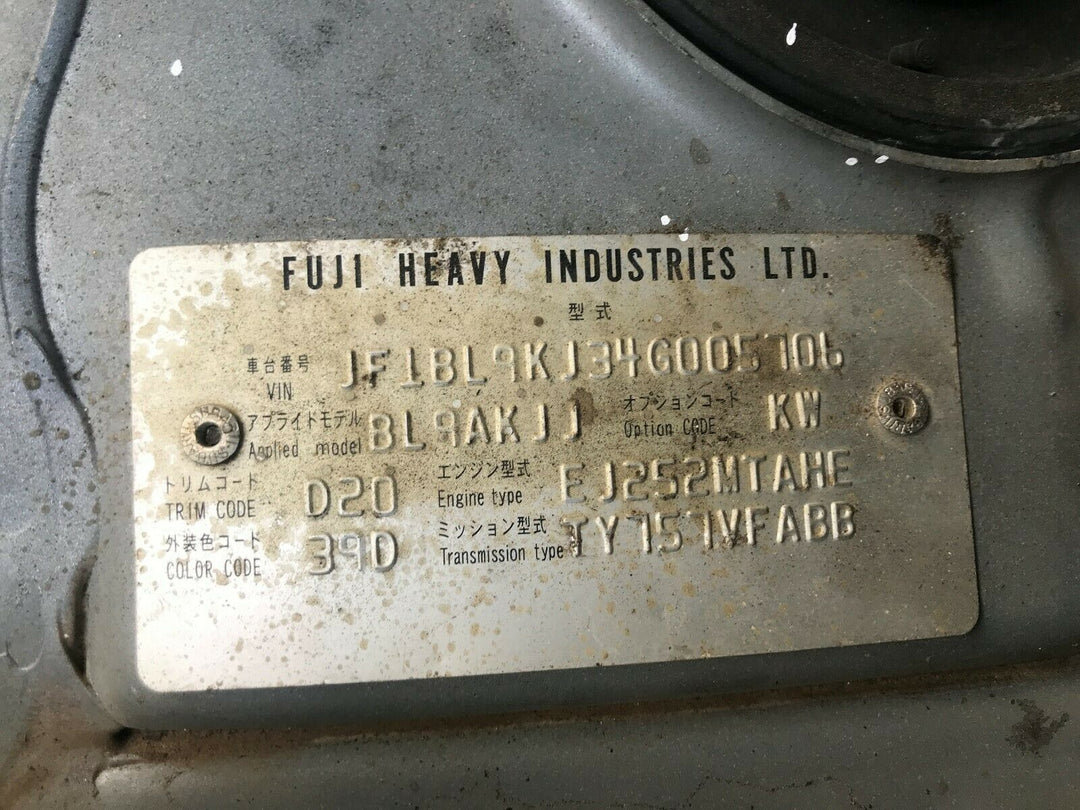 FUJI HEAVY INDUSTRIES LTD.
型式
車台番号
VIN JF1BL9KJ34G005706
アプライドモデル
Applied model BL9AKJJ
オプションコード
Option CODE KW
トリムコード
TRIM CODE D20
エンジン型式
Engine type EJ252MTAHE
外装色コード
COLOR CODE 39D
ミッション型式
Transmission type TY757VFABB